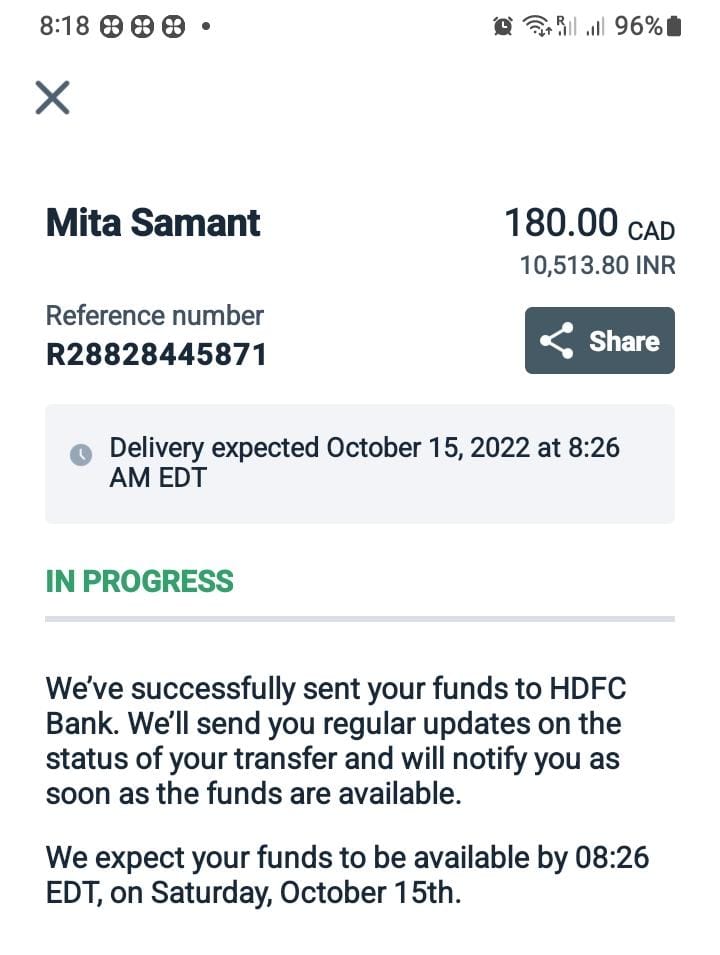 8:18
R
96%
Mita Samant
180.00 CAD
10,513.80 INR
Reference number
R28828445871
Share
Delivery expected October 15, 2022 at 8:26
AM EDT
IN PROGRESS
We’ve successfully sent your funds to HDFC
Bank. We’ll send you regular updates on the
status of your transfer and will notify you as
soon as the funds are available.
We expect your funds to be available by 08:26
EDT, on Saturday, October 15th.